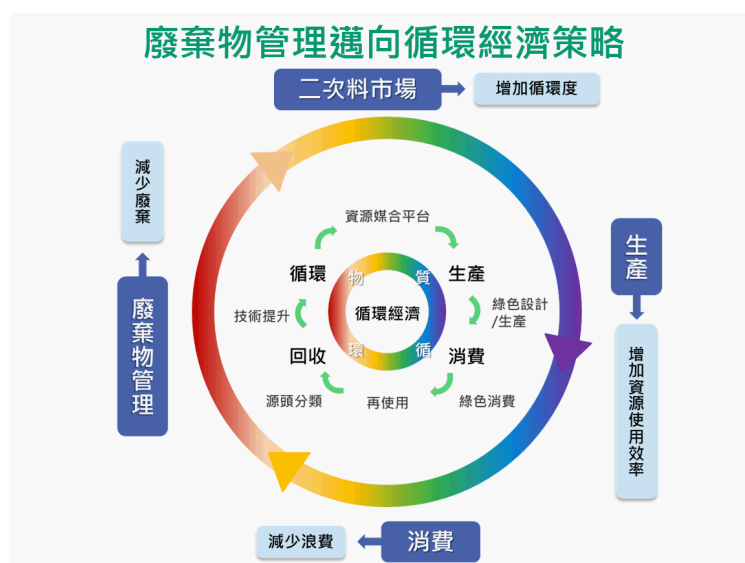 廢棄物管理邁向循環經濟策略
二次料市場
增加循環度
減少廢棄
廢棄物管理
生產
增加資源使用效率
資源媒合平台
循環
生產
物質
循環經濟
環循
技術提升
綠色設計
/生產
回收
消費
源頭分類
再使用
綠色消費
減少浪費
消費